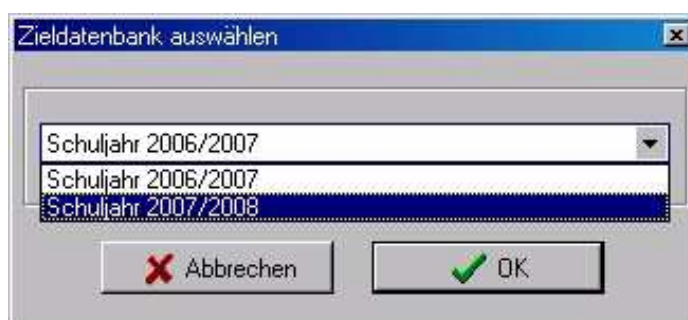 Zieldatenbank auswählen
Schuljahr 2006/2007
Schuljahr 2006/2007
Schuljahr 2007/2008
Abbrechen
OK